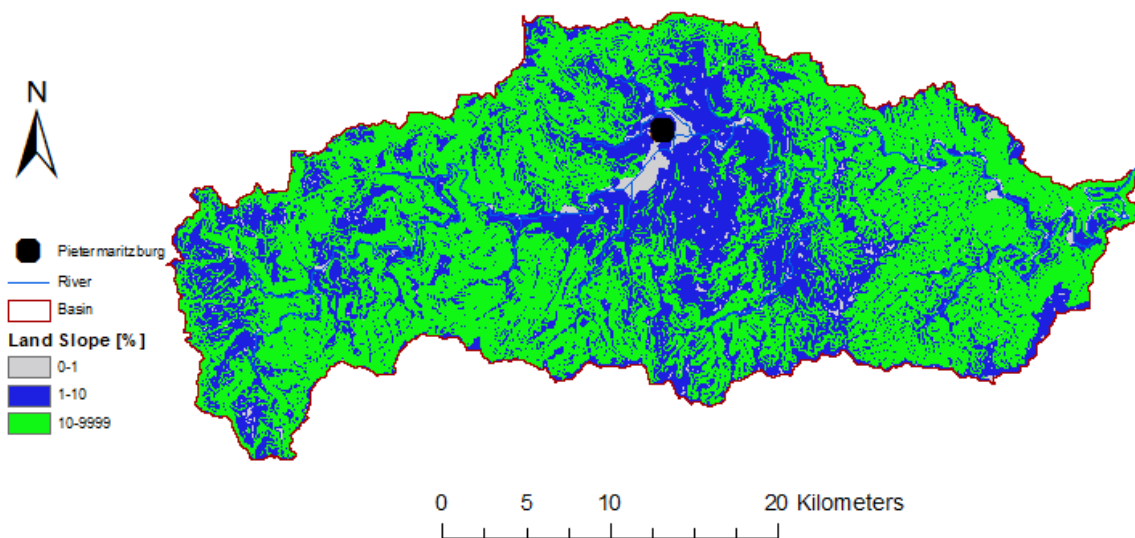 N
Pietermaritzburg
River
Basin
Land Slope [%]
0-1
1-10
10-9999
0 5 10 20 Kilometers